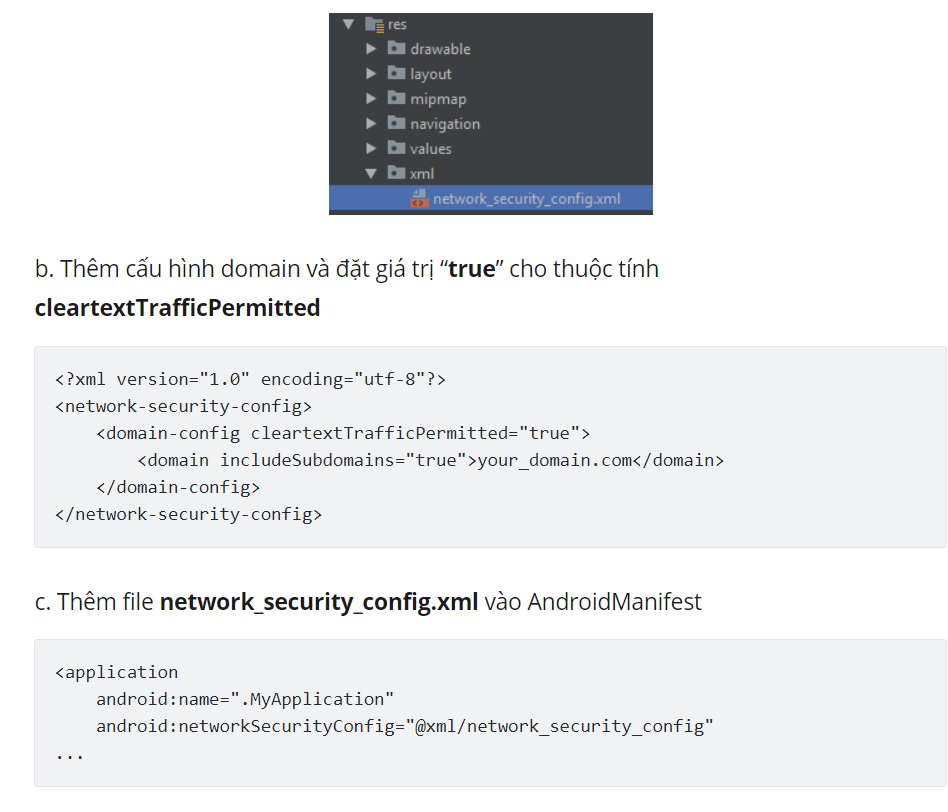 res
drawable
layout
mipmap
navigation
values
xml
network_security_config.xml
b. Thêm cấu hình domain và đặt giá trị “true” cho thuộc tính
cleartextTrafficPermitted
<?xml version="1.0" encoding="utf-8"?>
<network-security-config>
    <domain-config cleartextTrafficPermitted="true">
        <domain includeSubdomains="true">your_domain.com</domain>
    </domain-config>
</network-security-config>
c. Thêm file network_security_config.xml vào AndroidManifest
<application
    android:name=".MyApplication"
    android:networkSecurityConfig="@xml/network_security_config"
...